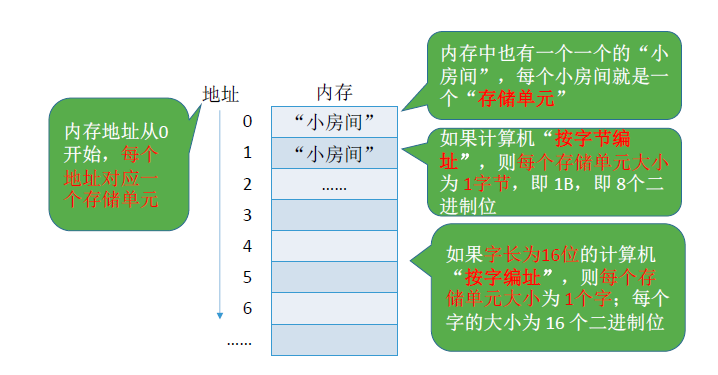 内存中也有一个一个的“小
房间”，每个小房间就是一
个“存储单元”
地址
内存
内存地址从0
开始，每个
地址对应一
个存储单元
0
“小房间”
1
“小房间”
2
……
3
4
5
6
……
如果计算机“按字节编
址”，则每个存储单元大小
为 1字节，即 1B，即 8个二
进制位
如果字长为16位的计算机
“按字编址”，则每个存
储单元大小为 1个字；每个
字的大小为 16 个二进制位